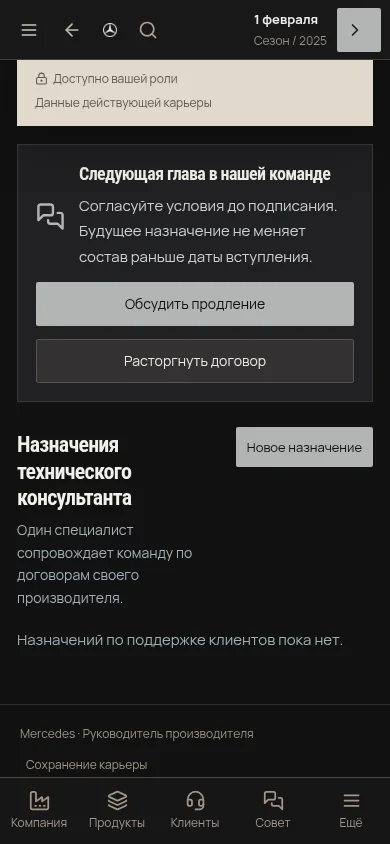 1 февраля
Сезон / 2025
Доступно вашей роли
Данные действующей карьеры
Следующая глава в нашей команде
Согласуйте условия до подписания.
Будущее назначение не меняет
состав раньше даты вступления.
Обсудить продление
Расторгнуть договор
Назначения
технического
консультанта
Новое назначение
Один специалист
сопровождает команду по
договорам своего
производителя.
Назначений по поддержке клиентов пока нет.
Mercedes · Руководитель производителя
Сохранение карьеры
Компания
Продукты
Клиенты
Совет
Ещё